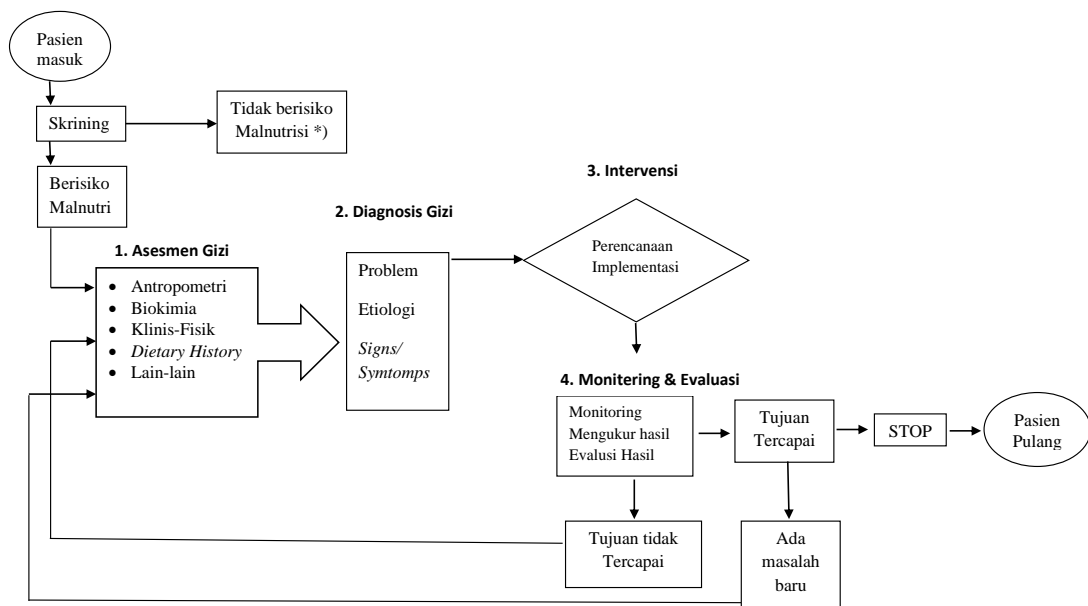 Pasien
masuk
Skrining
Tidak berisiko
Malnutrisi *)
Berisiko
Malnutri
1. Asesmen Gizi
• Antropometri
• Biokimia
• Klinis-Fisik
• Dietary History
• Lain-lain
2. Diagnosis Gizi
Problem
Etiologi
Signs/
Symtomps
3. Intervensi
Perencanaan
Implementasi
4. Monitering & Evaluasi
Monitoring
Mengukur hasil
Evalusi Hasil
Tujuan
Tercapai
STOP
Pasien
Pulang
Tujuan tidak
Tercapai
Ada
masalah
baru